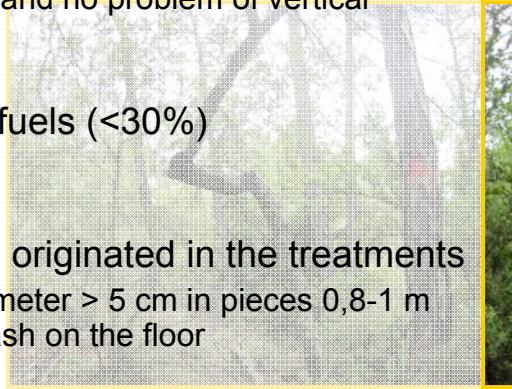 and no problem of vertical
fuels (<30%)
originated in the treatments
meter > 5 cm in pieces 0,8-1 m
sh on the floor